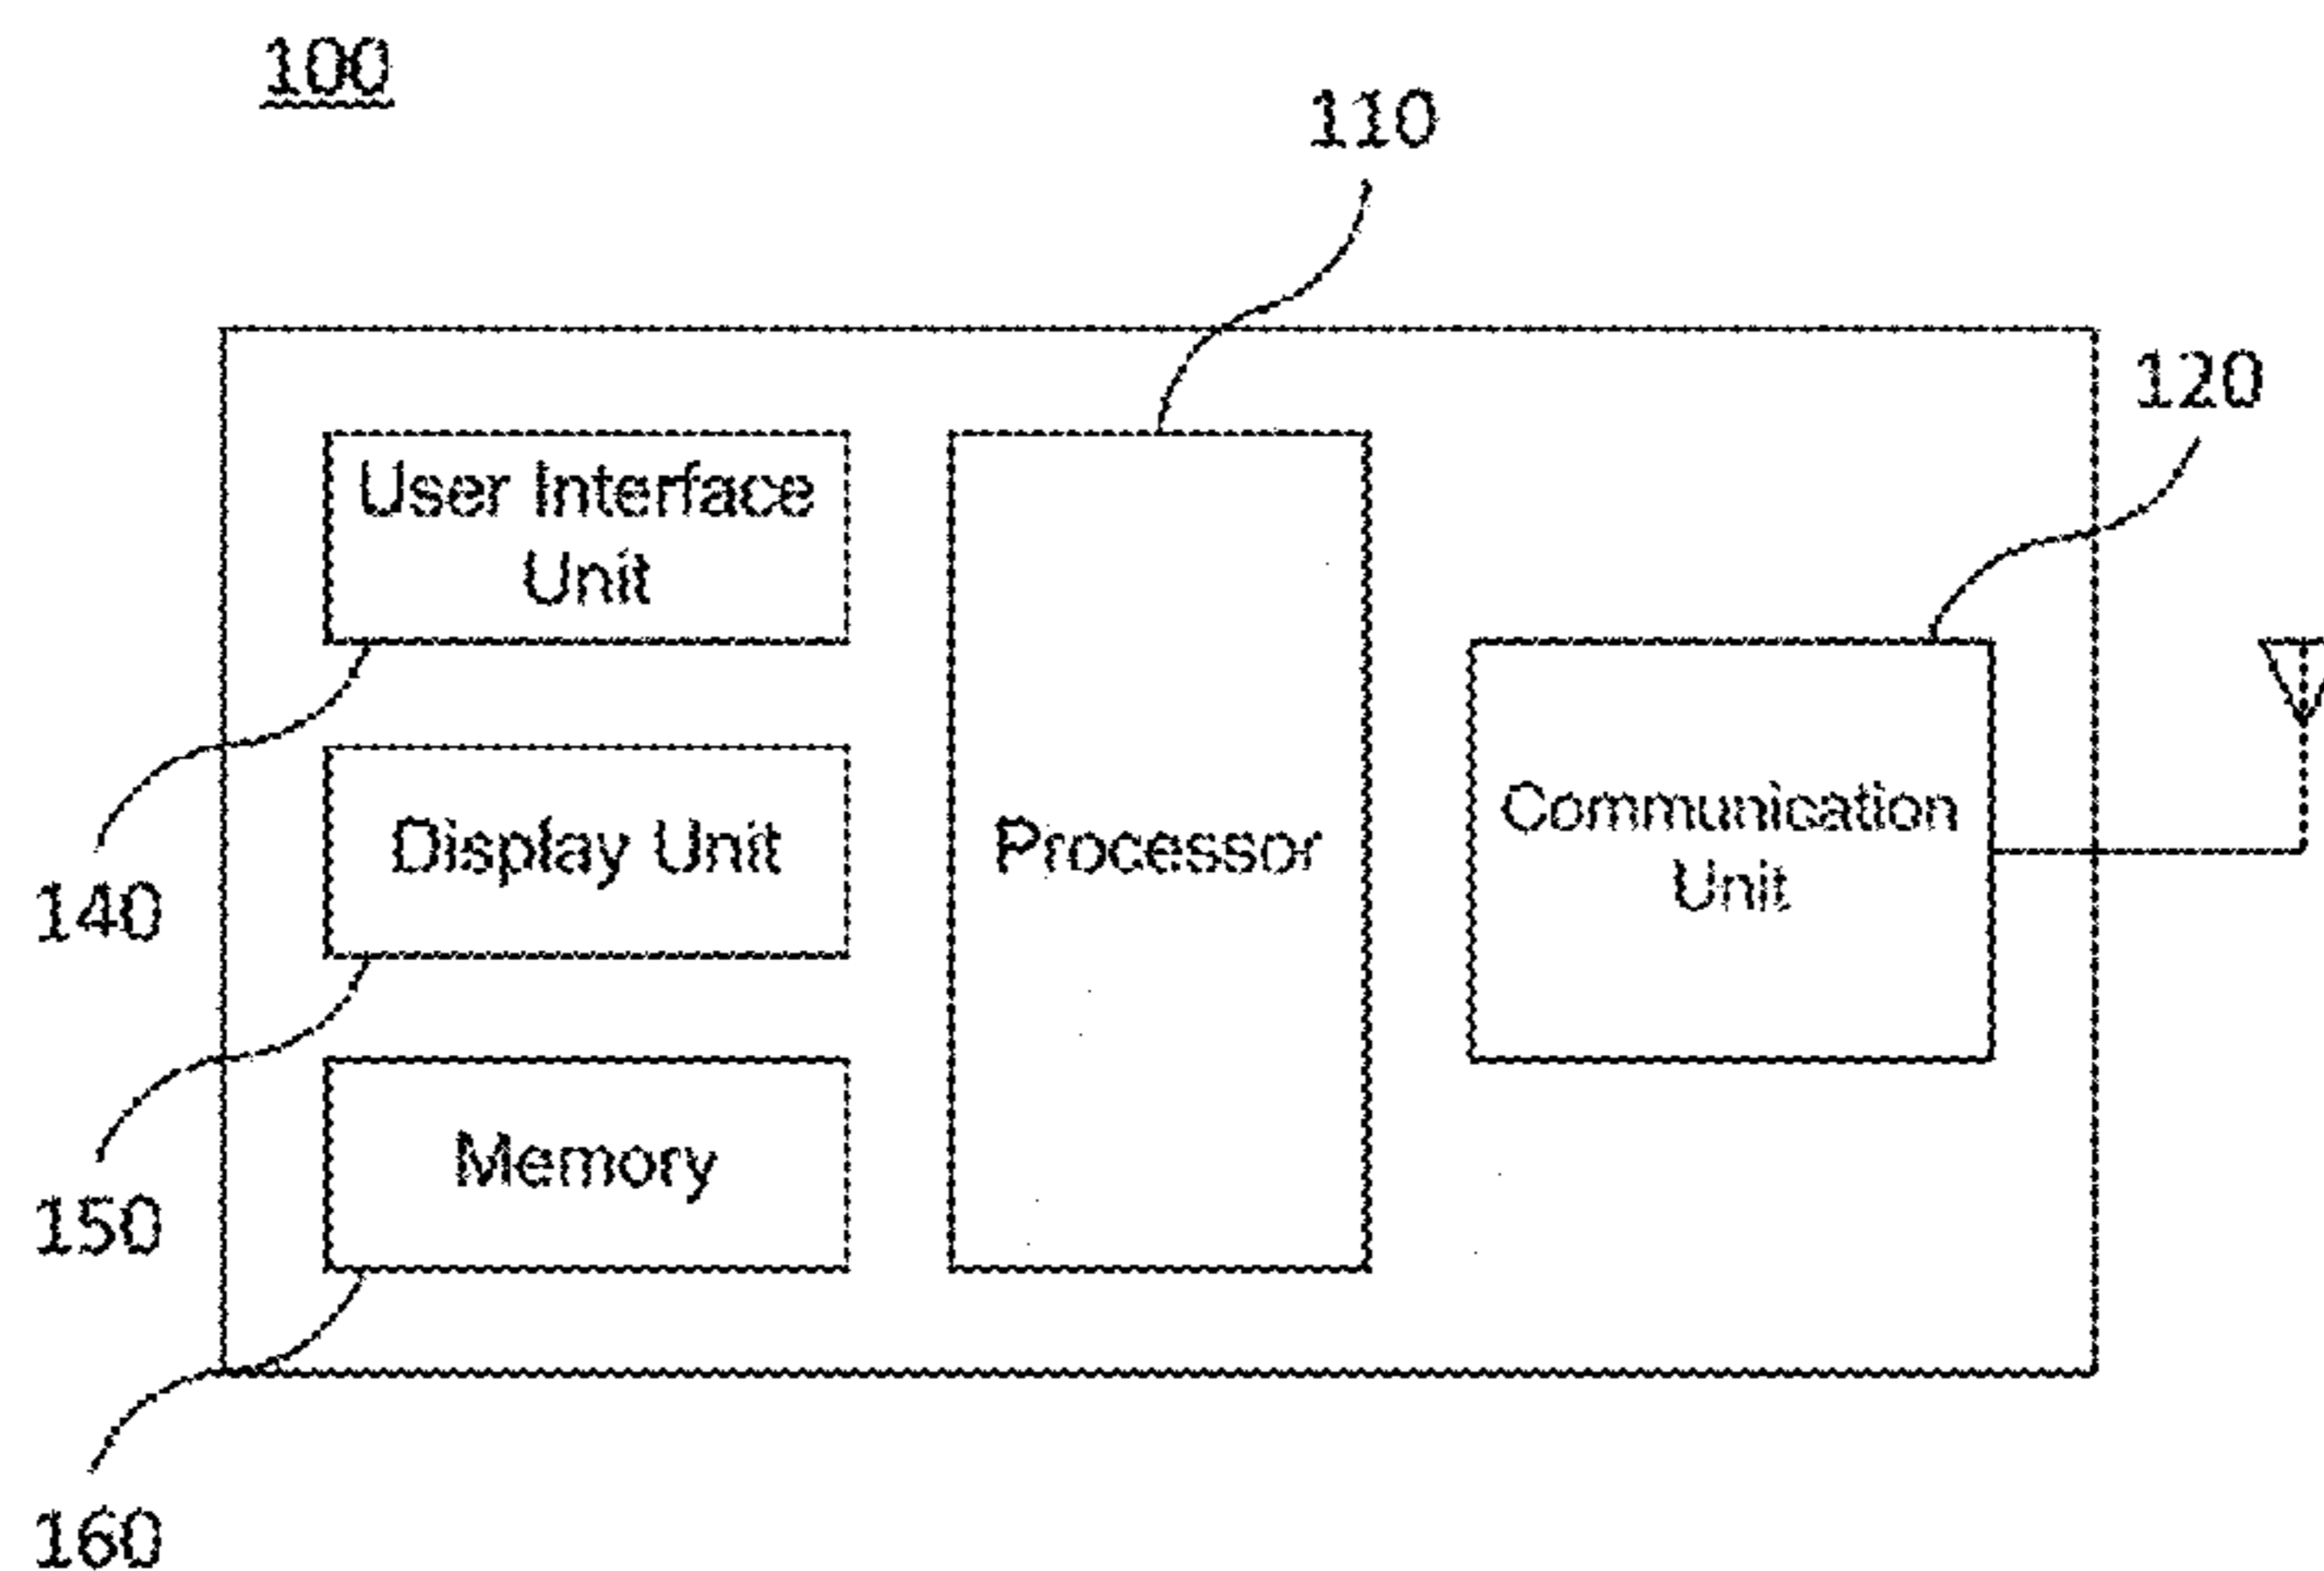 100
110
120
User Interface
Unit
Display Unit
Processor
Communication
Unit
140
Memory
150
160